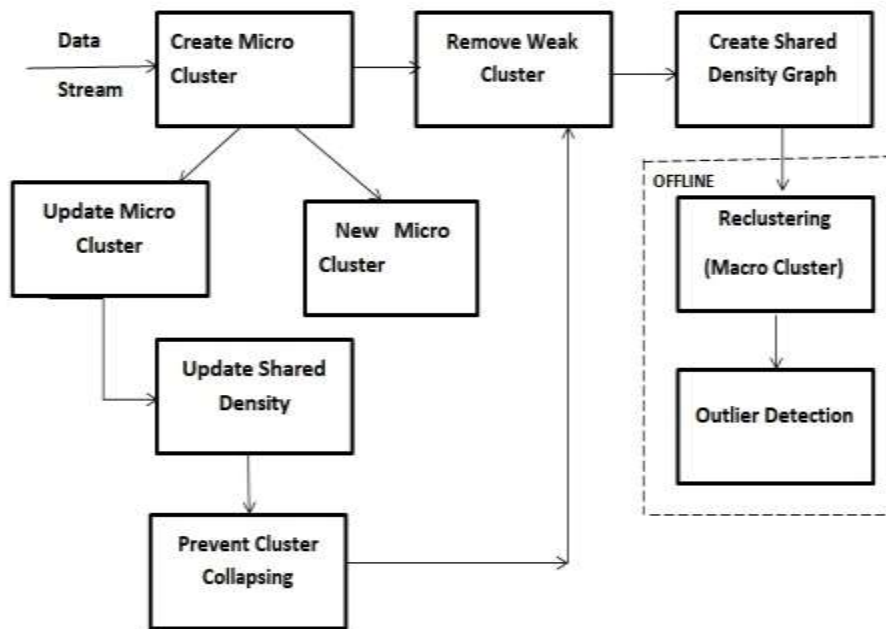 Data
Stream
Create Micro
Cluster
Remove Weak
Cluster
Create Shared
Density Graph
Update Micro
Cluster
New Micro
Cluster
OFFLINE
Reclustering
(Macro Cluster)
Update Shared
Density
Outlier Detection
Prevent Cluster
Collapsing